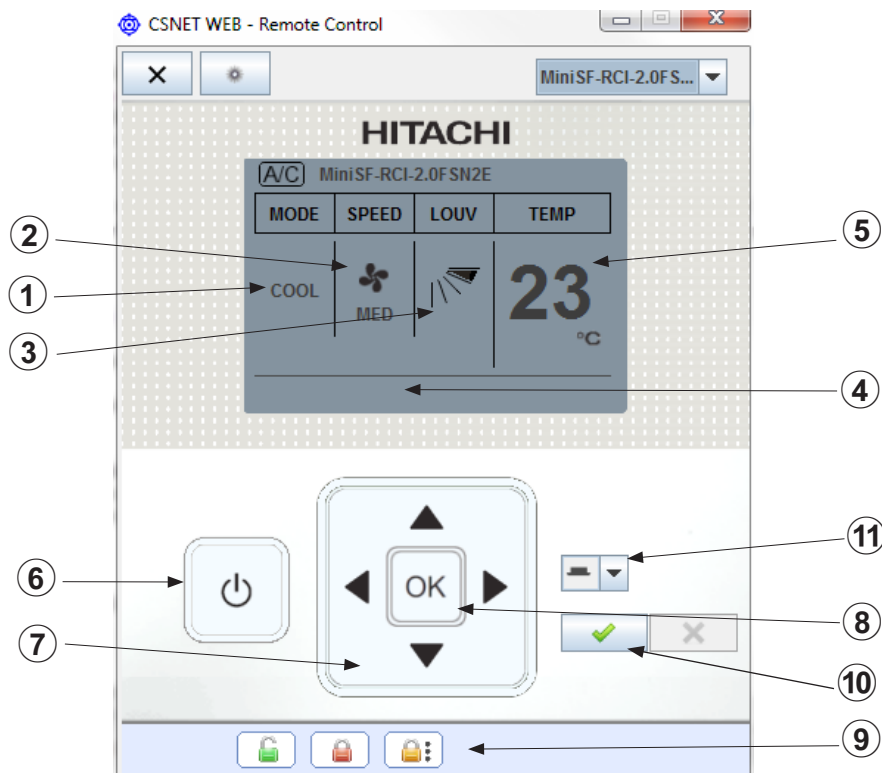 CSNET WEB - Remote Control
MiniSF-RCI-2.0FS...
HITACHI
A/C MiniSF-RCI-2.0FSN2E
MODE SPEED LOUV TEMP
2
5
1
COOL
23
MED
3
°C
4
11
6
OK
8
7
10
9